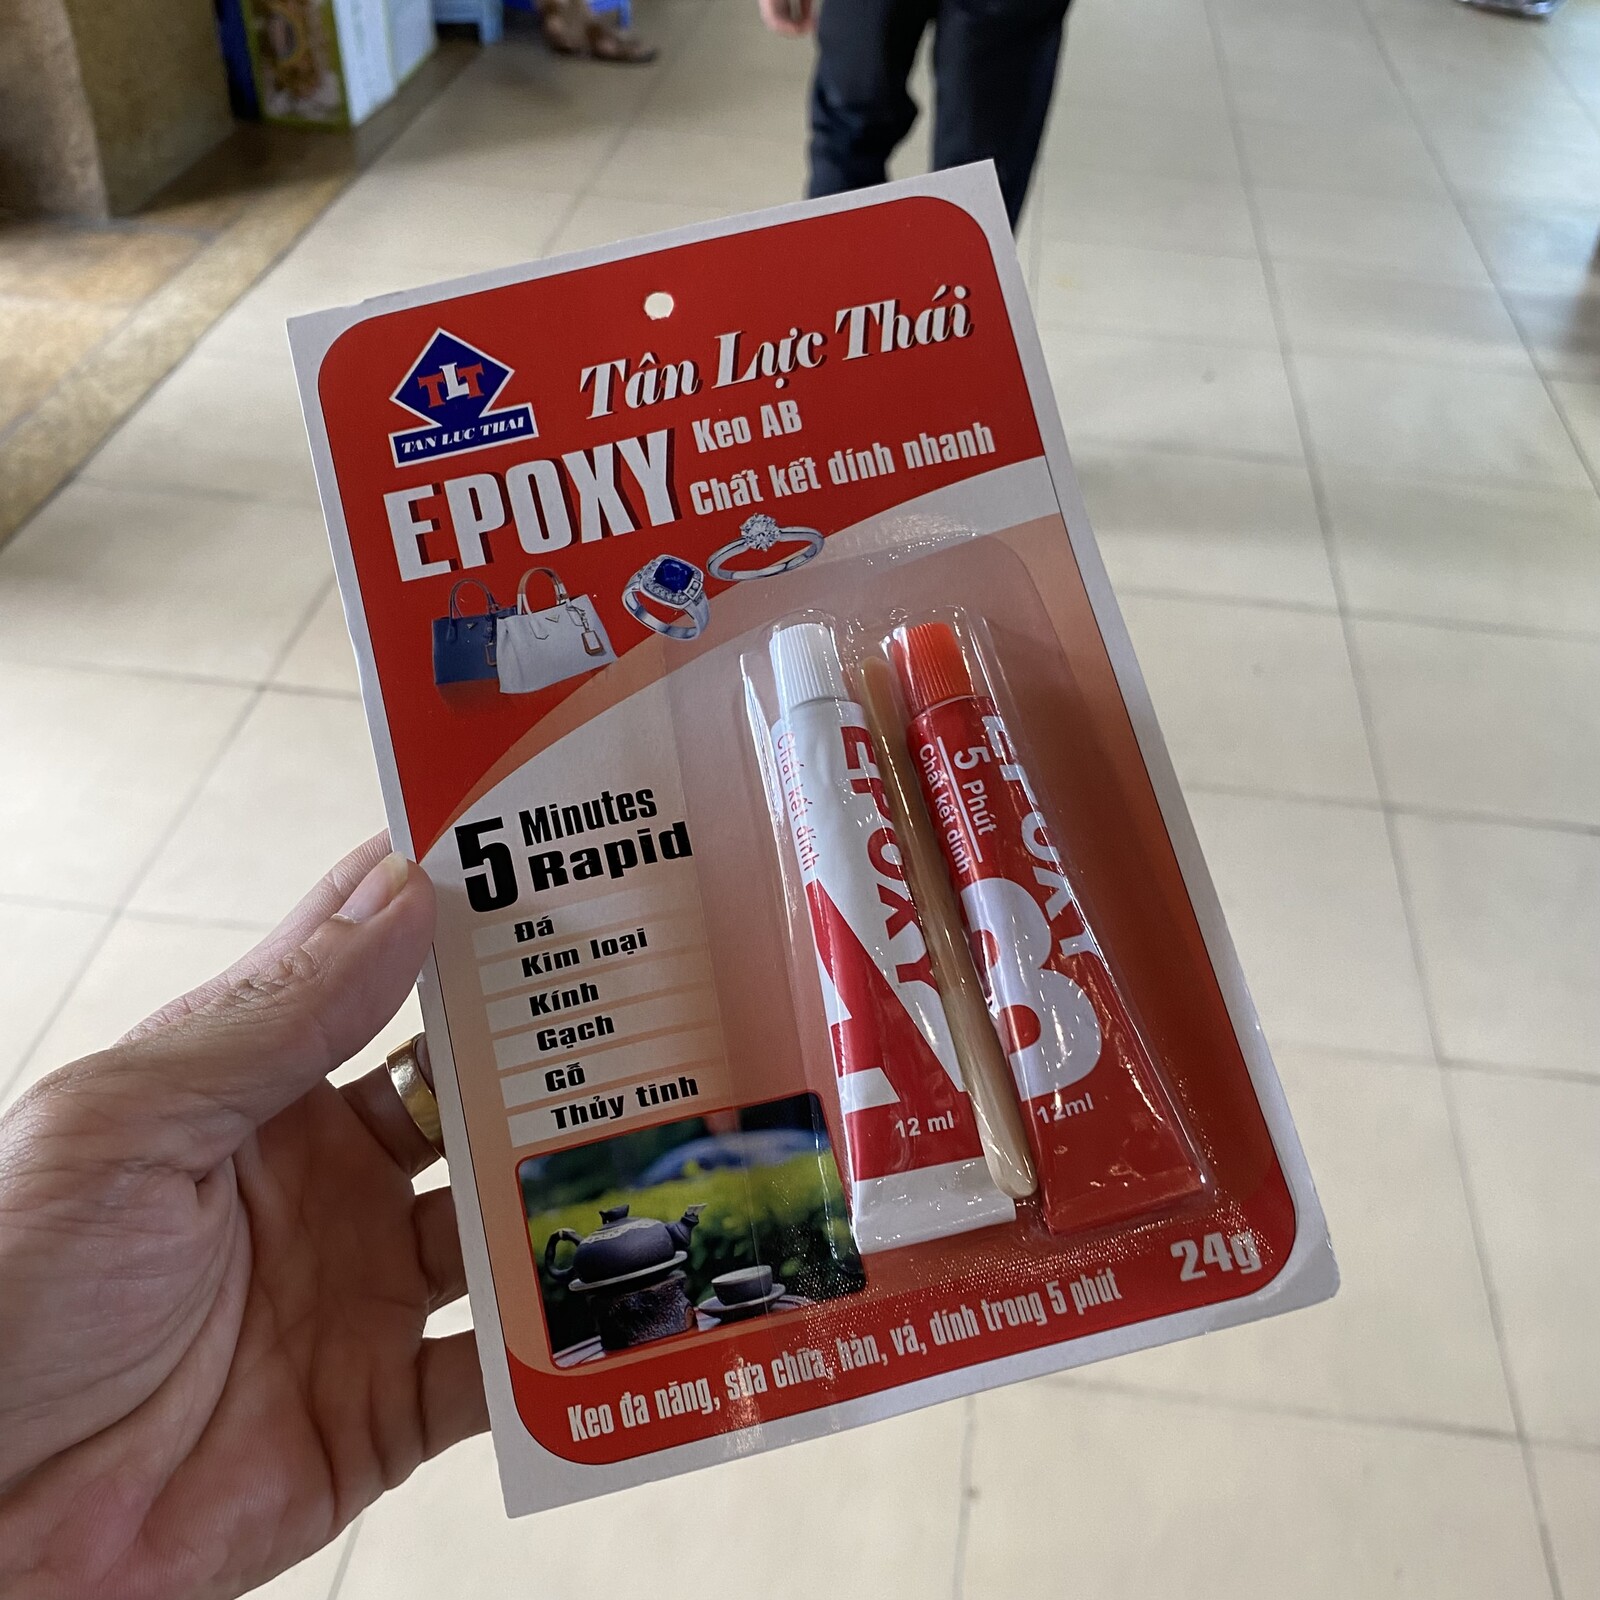 TLT
TAN LUC THAI
Tân Lực Thái
EPOXY
Keo AB
Chất kết dính nhanh
5 Minutes
Rapid
Đá
Kim loại
Kính
Gạch
Gỗ
Thủy tinh
Chất kết dính
EPOXY
A
12 ml
5 Phút
Chất kết dính
EPOXY
B
12ml
24g
Keo đa năng, sửa chữa, hàn, vá, dính trong 5 phút